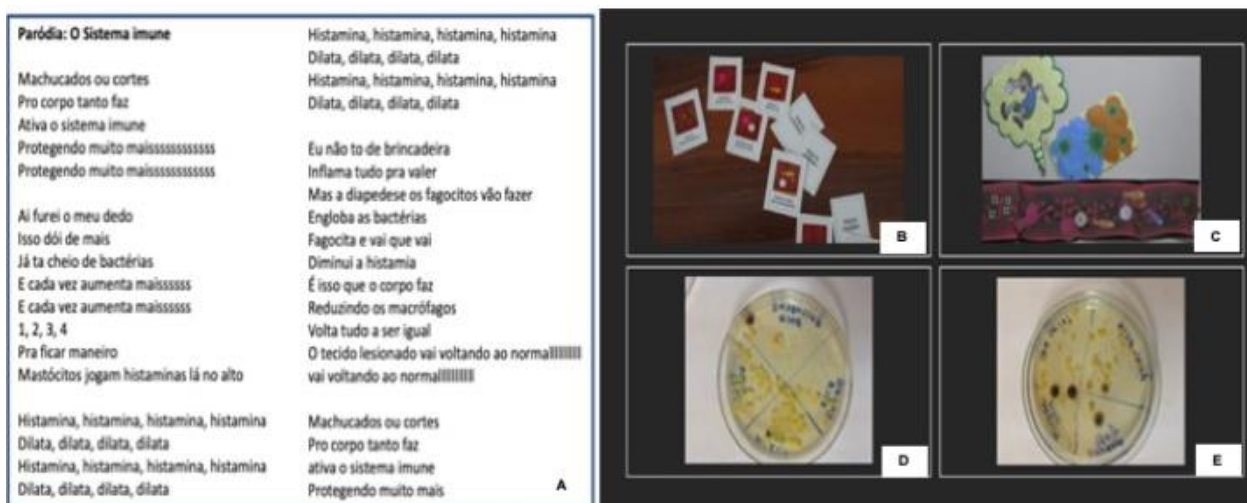 Paródia: O Sistema imune
Machucados ou cortes
Pro corpo tanto faz
Ativa o sistema imune
Protegendo muito maissssssssssss
Protegendo muito maissssssssssss
Ai furei o meu dedo
Isso dói de mais
Já ta cheio de bactérias
E cada vez aumenta maissssss
E cada vez aumenta maissssss
1, 2, 3, 4
Pra ficar maneiro
Mastócitos jogam histaminas lá no alto
Histamina, histamina, histamina, histamina
Dilata, dilata, dilata, dilata
Histamina, histamina, histamina, histamina
Dilata, dilata, dilata, dilata
Histamina, histamina, histamina, histamina
Dilata, dilata, dilata, dilata
Histamina, histamina, histamina, histamina
Dilata, dilata, dilata, dilata
Eu não to de brincadeira
Inflama tudo pra valer
Mas a diapedese os fagocitos vão fazer
Engloba as bactérias
Fagocita e vai que vai
Diminui a histamia
É isso que o corpo faz
Reduzindo os macrófagos
Volta tudo a ser igual
O tecido lesionado vai voltando ao normalllllllllll
vai voltando ao normalllllllllll
Machucados ou cortes
Pro corpo tanto faz
ativa o sistema imune
Protegendo muito mais
A
B
C
D
E